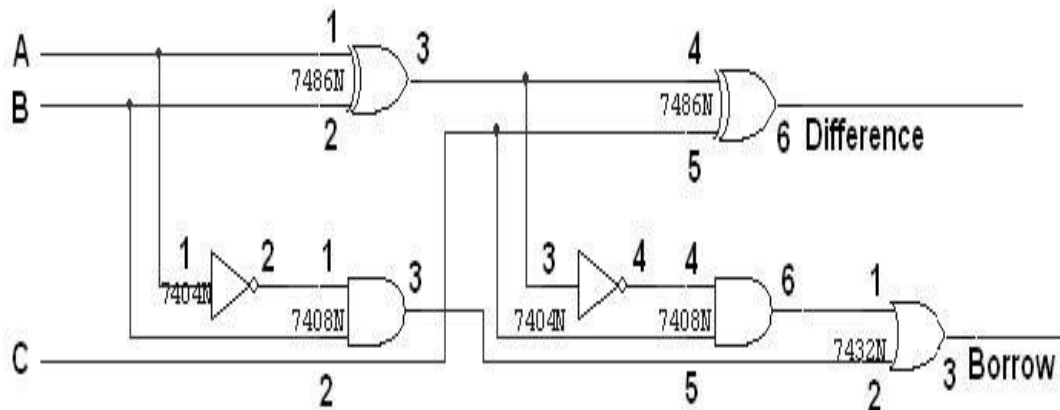 A 1 3 4
7486N 7486N
B 2 5 6 Difference
1 2 1 3 3 4 4 6 1
7404N 7408N 7404N 7408N
C 2 5 7432N 2 3 Borrow